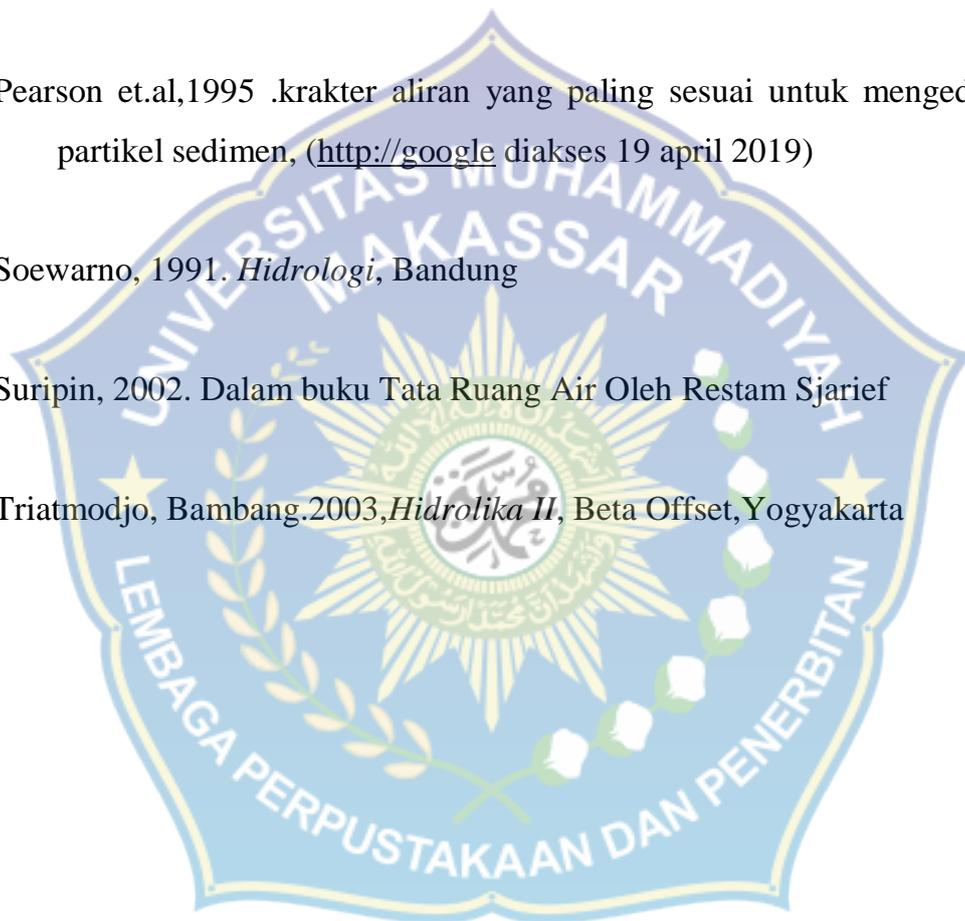 Pearson et.al,1995 .krakter aliran yang paling sesuai untuk menged
partikel sedimen, (http://google diakses 19 april 2019)
Soewarno, 1991. Hidrologi, Bandung
Suripin, 2002. Dalam buku Tata Ruang Air Oleh Restam Sjarief
Triatmodjo, Bambang.2003,Hidrolika II, Beta Offset,Yogyakarta
UNIVERSITAS MUHAMMADIYAH
MAKASSAR
LEMBAGA PERPUSTAKAAN DAN PENERBITAN